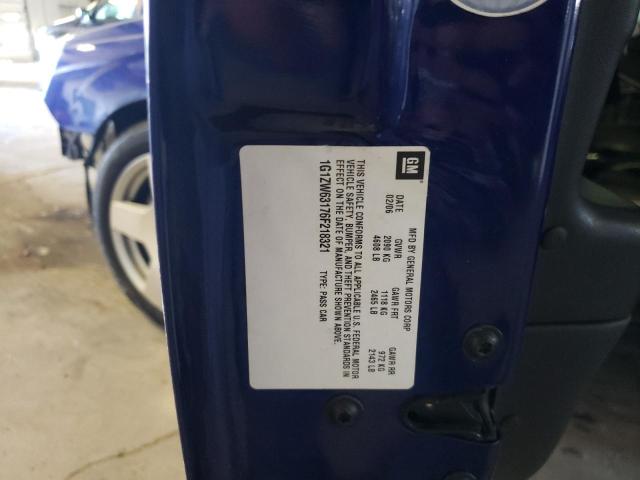 GM
MFD BY GENERAL MOTORS CORP
DATE GVWR GAWR FRT GAWR RR
02/06 2090 KG 1118 KG 972 KG
4608 LB 2465 LB 2143 LB
THIS VEHICLE CONFORMS TO ALL APPLICABLE U.S. FEDERAL MOTOR
VEHICLE SAFETY, BUMPER, AND THEFT PREVENTION STANDARDS IN
EFFECT ON THE DATE OF MANUFACTURE SHOWN ABOVE.
1G1ZW63176F218321 TYPE: PASS CAR